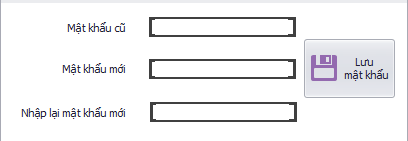 Mật khẩu cũ
Mật khẩu mới
Lưu
mật khẩu
Nhập lại mật khẩu mới